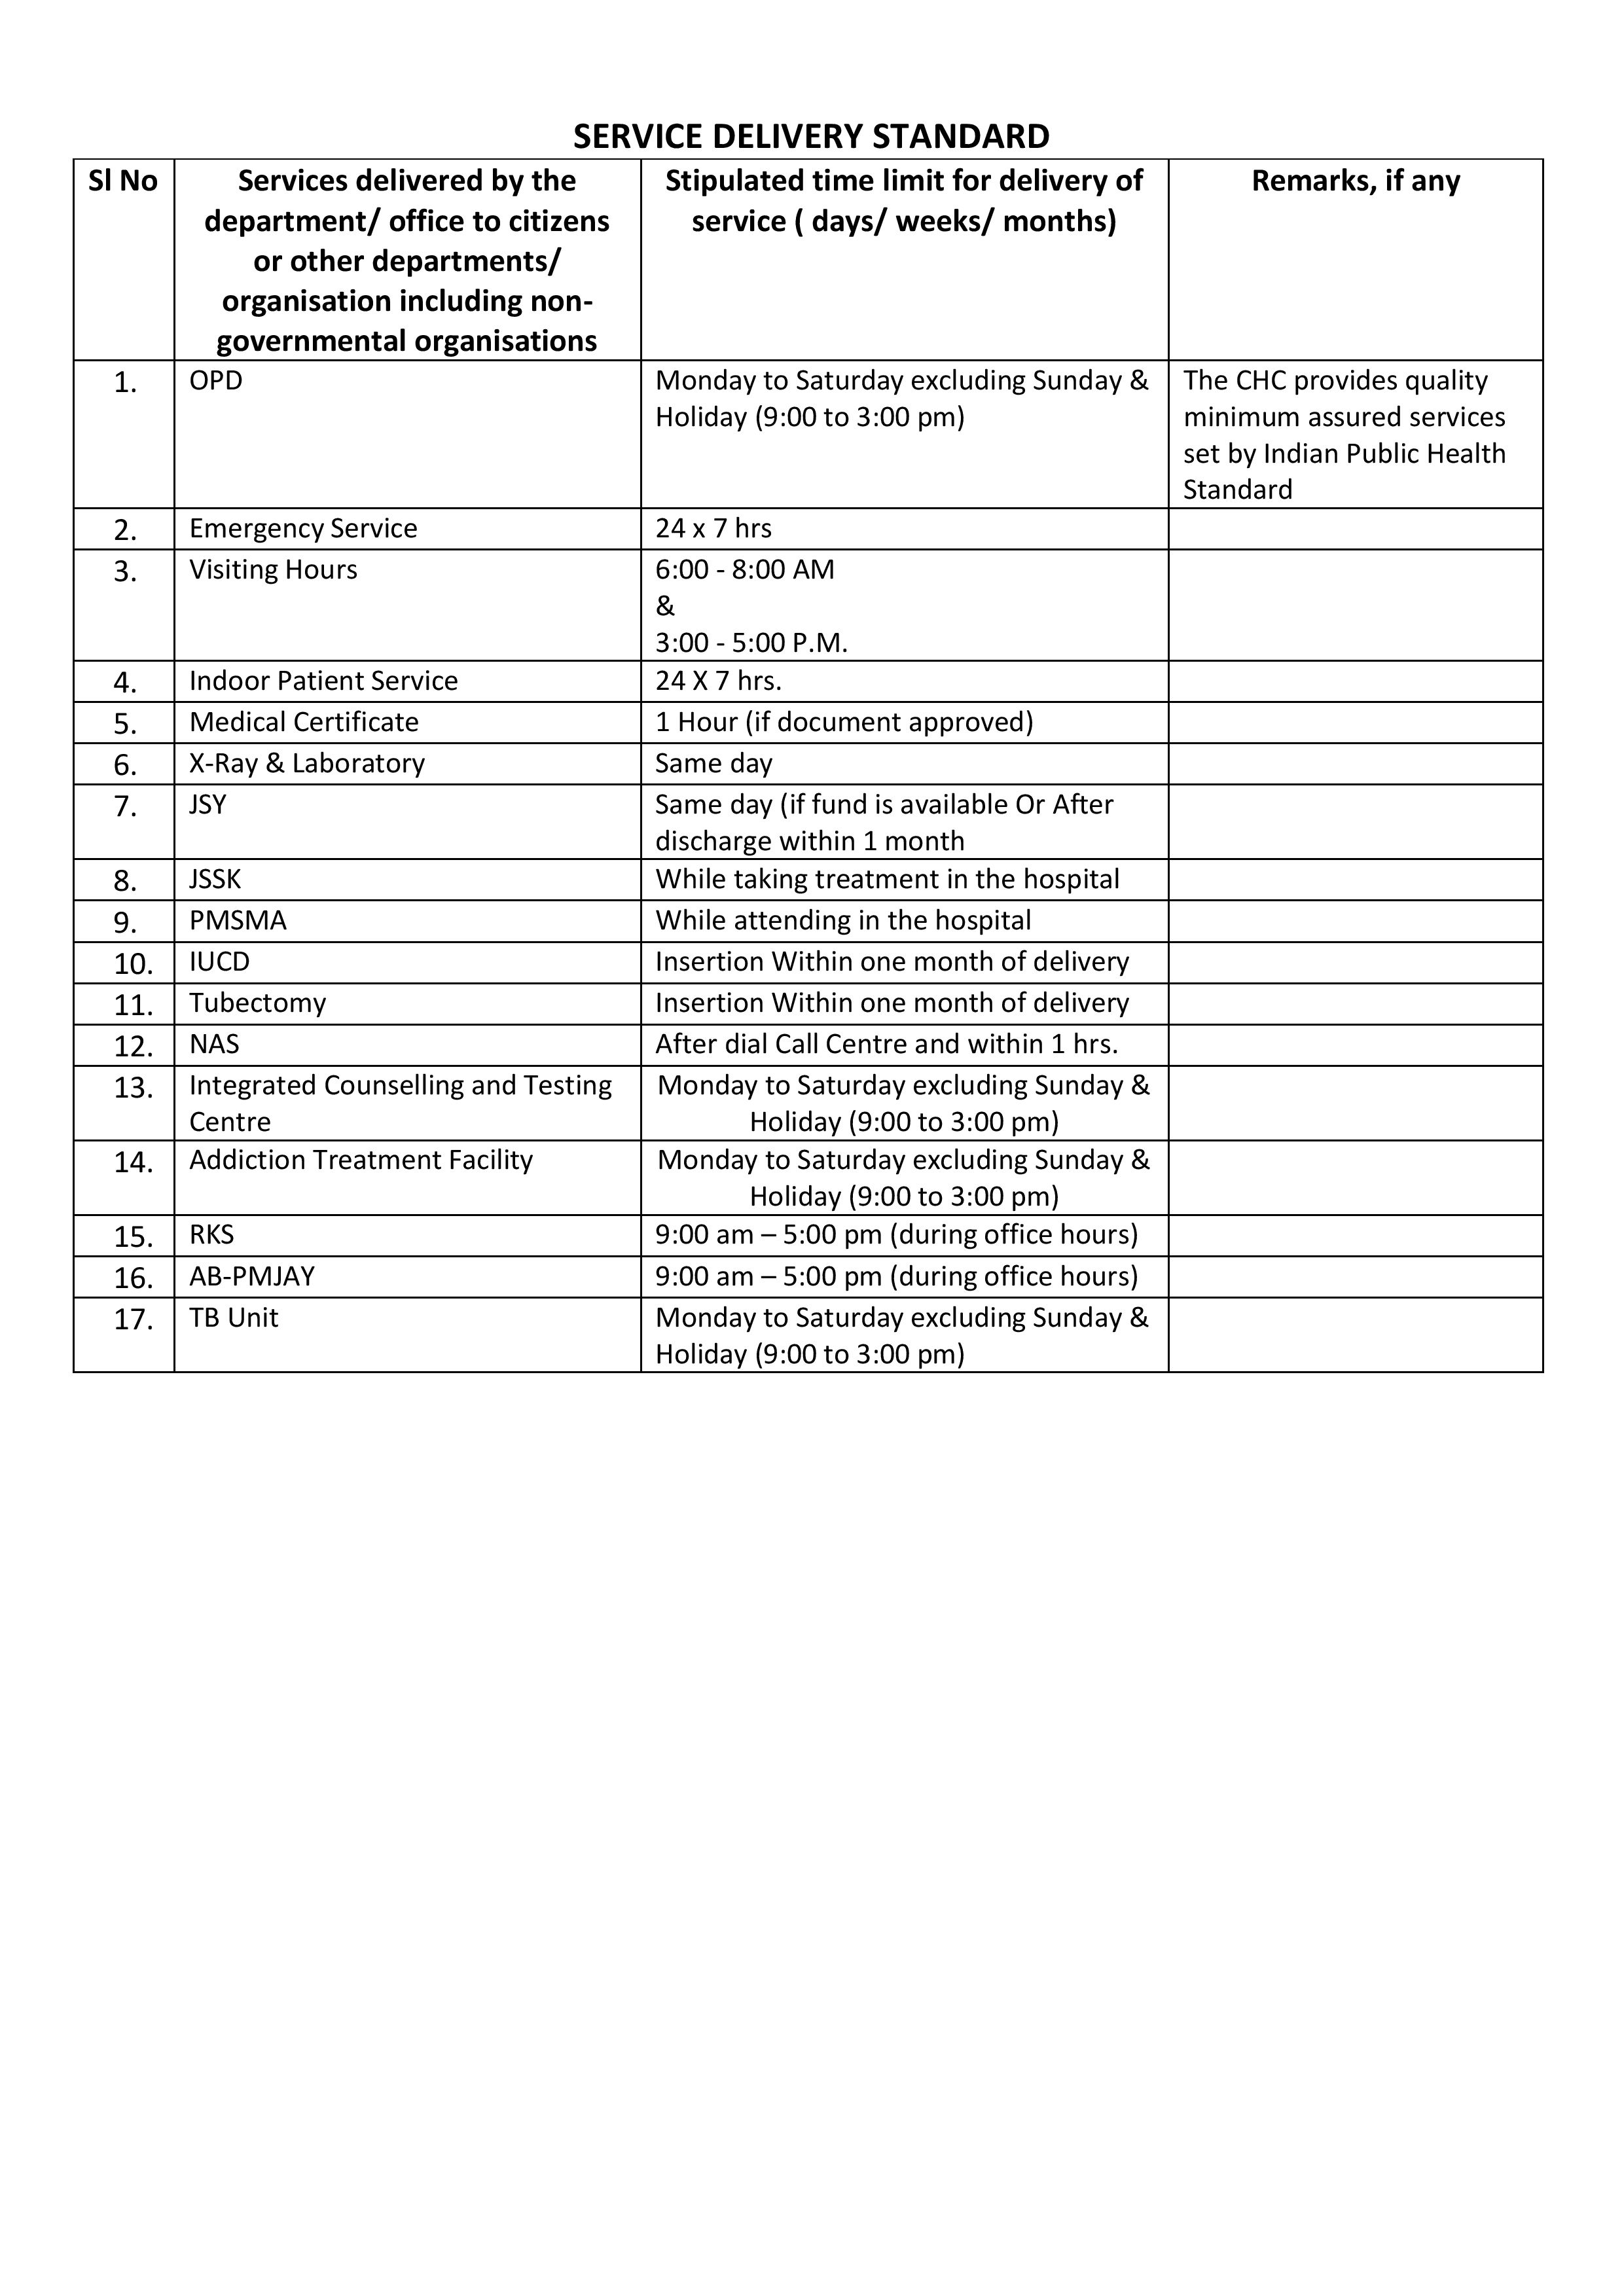 SERVICE DELIVERY STANDARD
Sl No
Services delivered by the
department/ office to citizens
or other departments/
organisation including non-
governmental organisations
Stipulated time limit for delivery of
service ( days/ weeks/ months)
Remarks, if any
1.
OPD
Monday to Saturday excluding Sunday &
Holiday (9:00 to 3:00 pm)
The CHC provides quality
minimum assured services
set by Indian Public Health
Standard
2.
Emergency Service
24 x 7 hrs
3.
Visiting Hours
6:00 - 8:00 AM
&
3:00 - 5:00 P.M.
4.
Indoor Patient Service
24 X 7 hrs.
5.
Medical Certificate
1 Hour (if document approved)
6.
X-Ray & Laboratory
Same day
7.
JSY
Same day (if fund is available Or After
discharge within 1 month
8.
JSSK
While taking treatment in the hospital
9.
PMSMA
While attending in the hospital
10.
IUCD
Insertion Within one month of delivery
11.
Tubectomy
Insertion Within one month of delivery
12.
NAS
After dial Call Centre and within 1 hrs.
13.
Integrated Counselling and Testing
Centre
Monday to Saturday excluding Sunday &
Holiday (9:00 to 3:00 pm)
14.
Addiction Treatment Facility
Monday to Saturday excluding Sunday &
Holiday (9:00 to 3:00 pm)
15.
RKS
9:00 am – 5:00 pm (during office hours)
16.
AB-PMJAY
9:00 am – 5:00 pm (during office hours)
17.
TB Unit
Monday to Saturday excluding Sunday &
Holiday (9:00 to 3:00 pm)